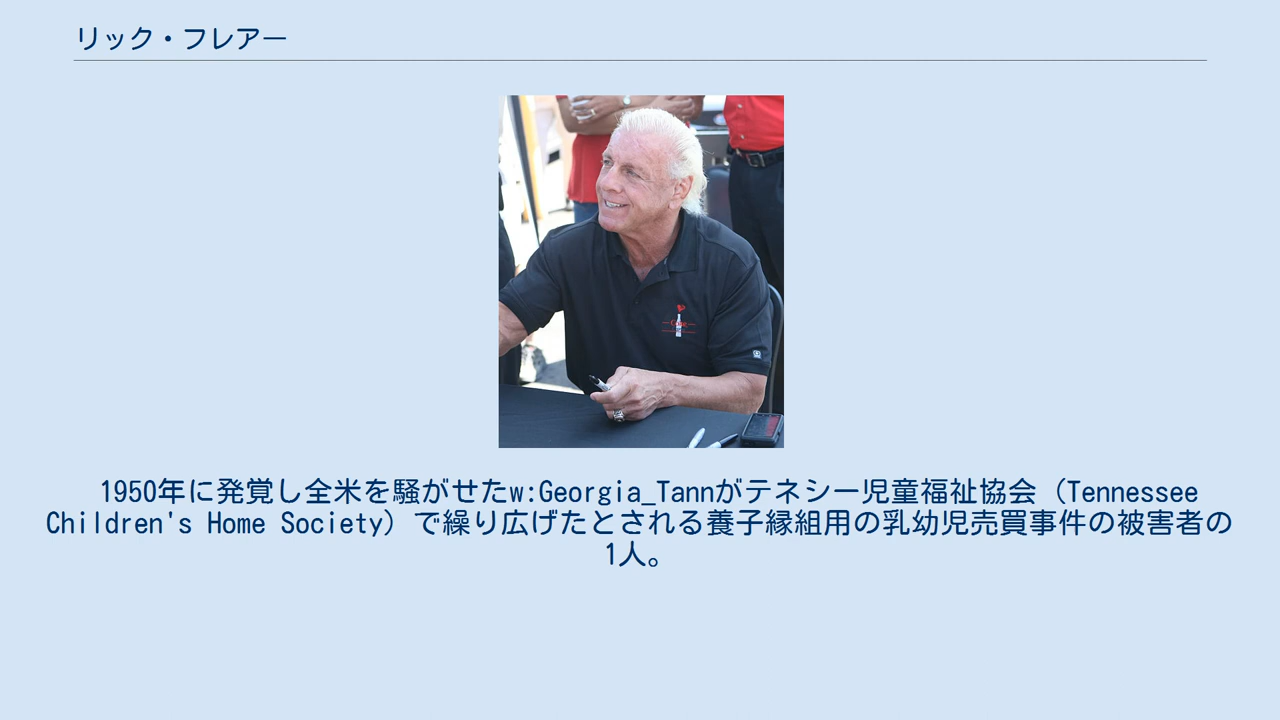 リック・フレアー
1950年に発覚し全米を騒がせたw:Georgia_Tannがテネシー児童福祉協会（Tennessee
Children's Home Society）で繰り広げたとされる養子縁組用の乳幼児売買事件の被害者の
1人。